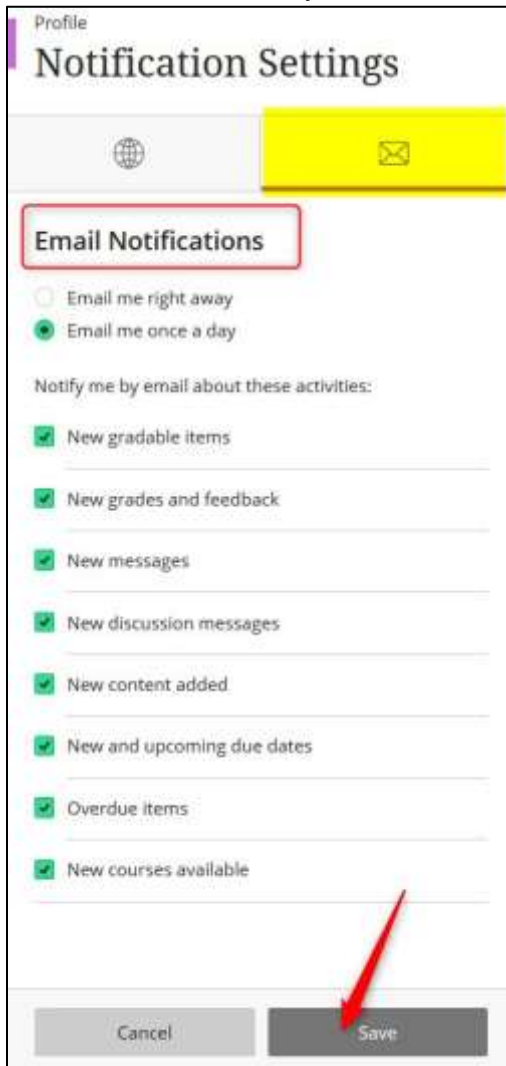 Profile
Notification Settings
Email Notifications
Email me right away
Email me once a day
Notify me by email about these activities:
New gradable items
New grades and feedback
New messages
New discussion messages
New content added
New and upcoming due dates
Overdue items
New courses available
Cancel
Save